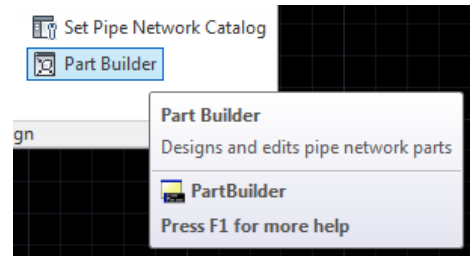 Set Pipe Network Catalog
Part Builder
gn
Part Builder
Designs and edits pipe network parts
PartBuilder
Press F1 for more help